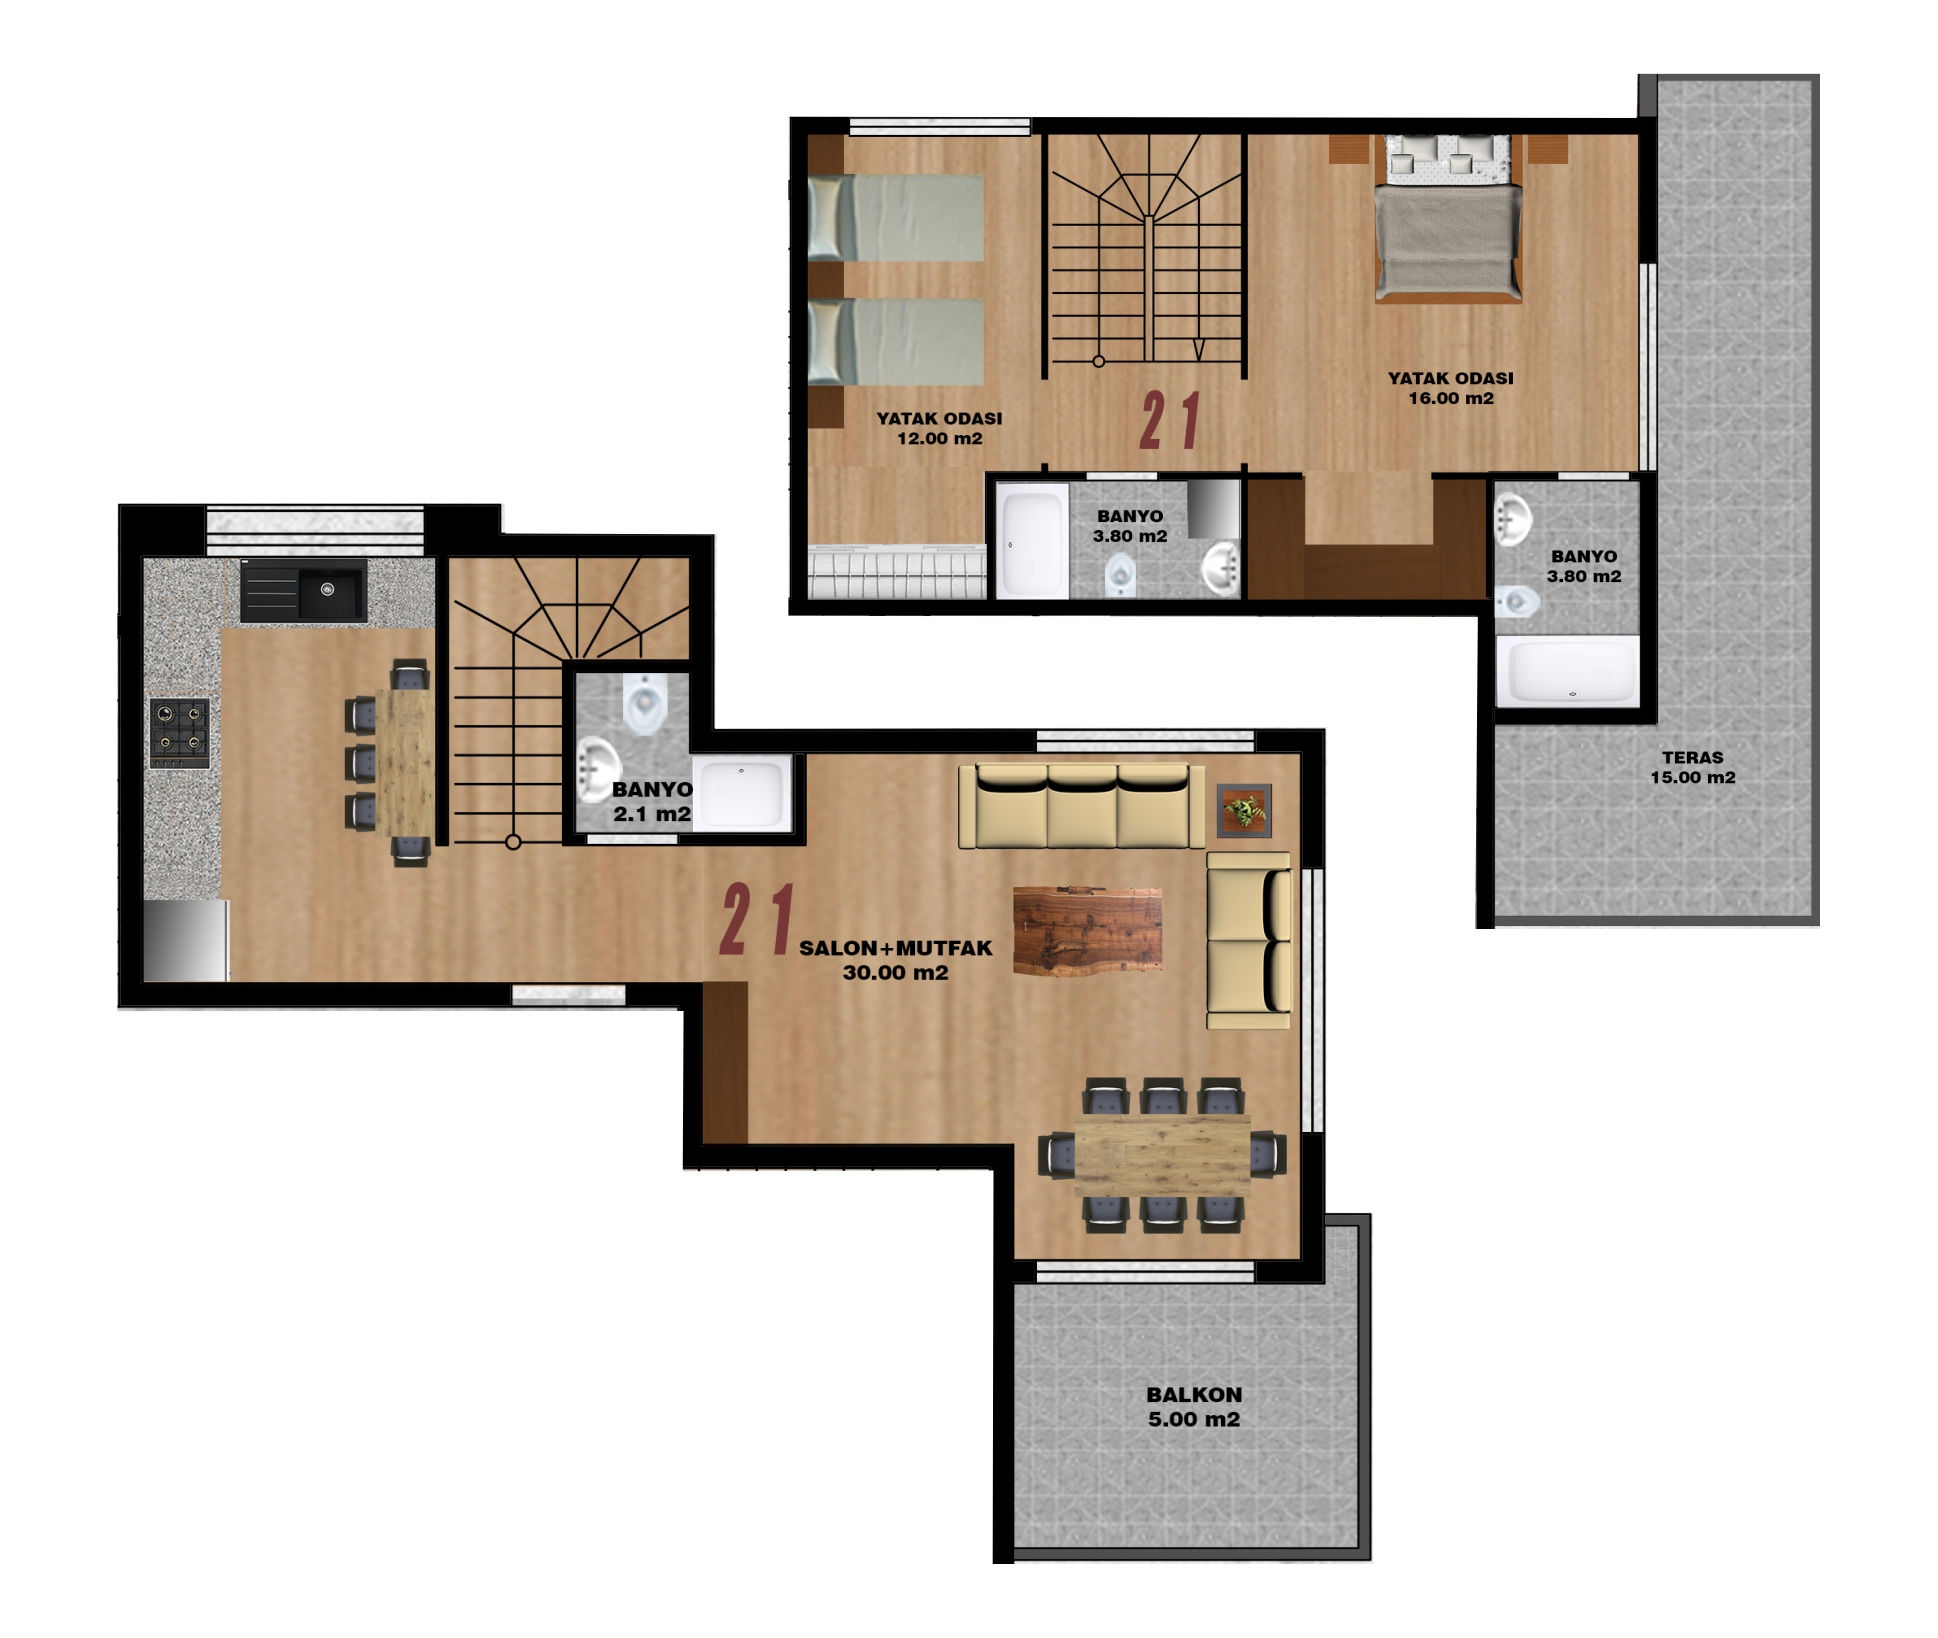 YATAK ODASI
12.00 m2
21
YATAK ODASI
16.00 m2
BANYO
3.80 m2
BANYO
3.80 m2
TERAS
15.00 m2
BANYO
2.1 m2
21
SALON+MUTFAK
30.00 m2
BALKON
5.00 m2